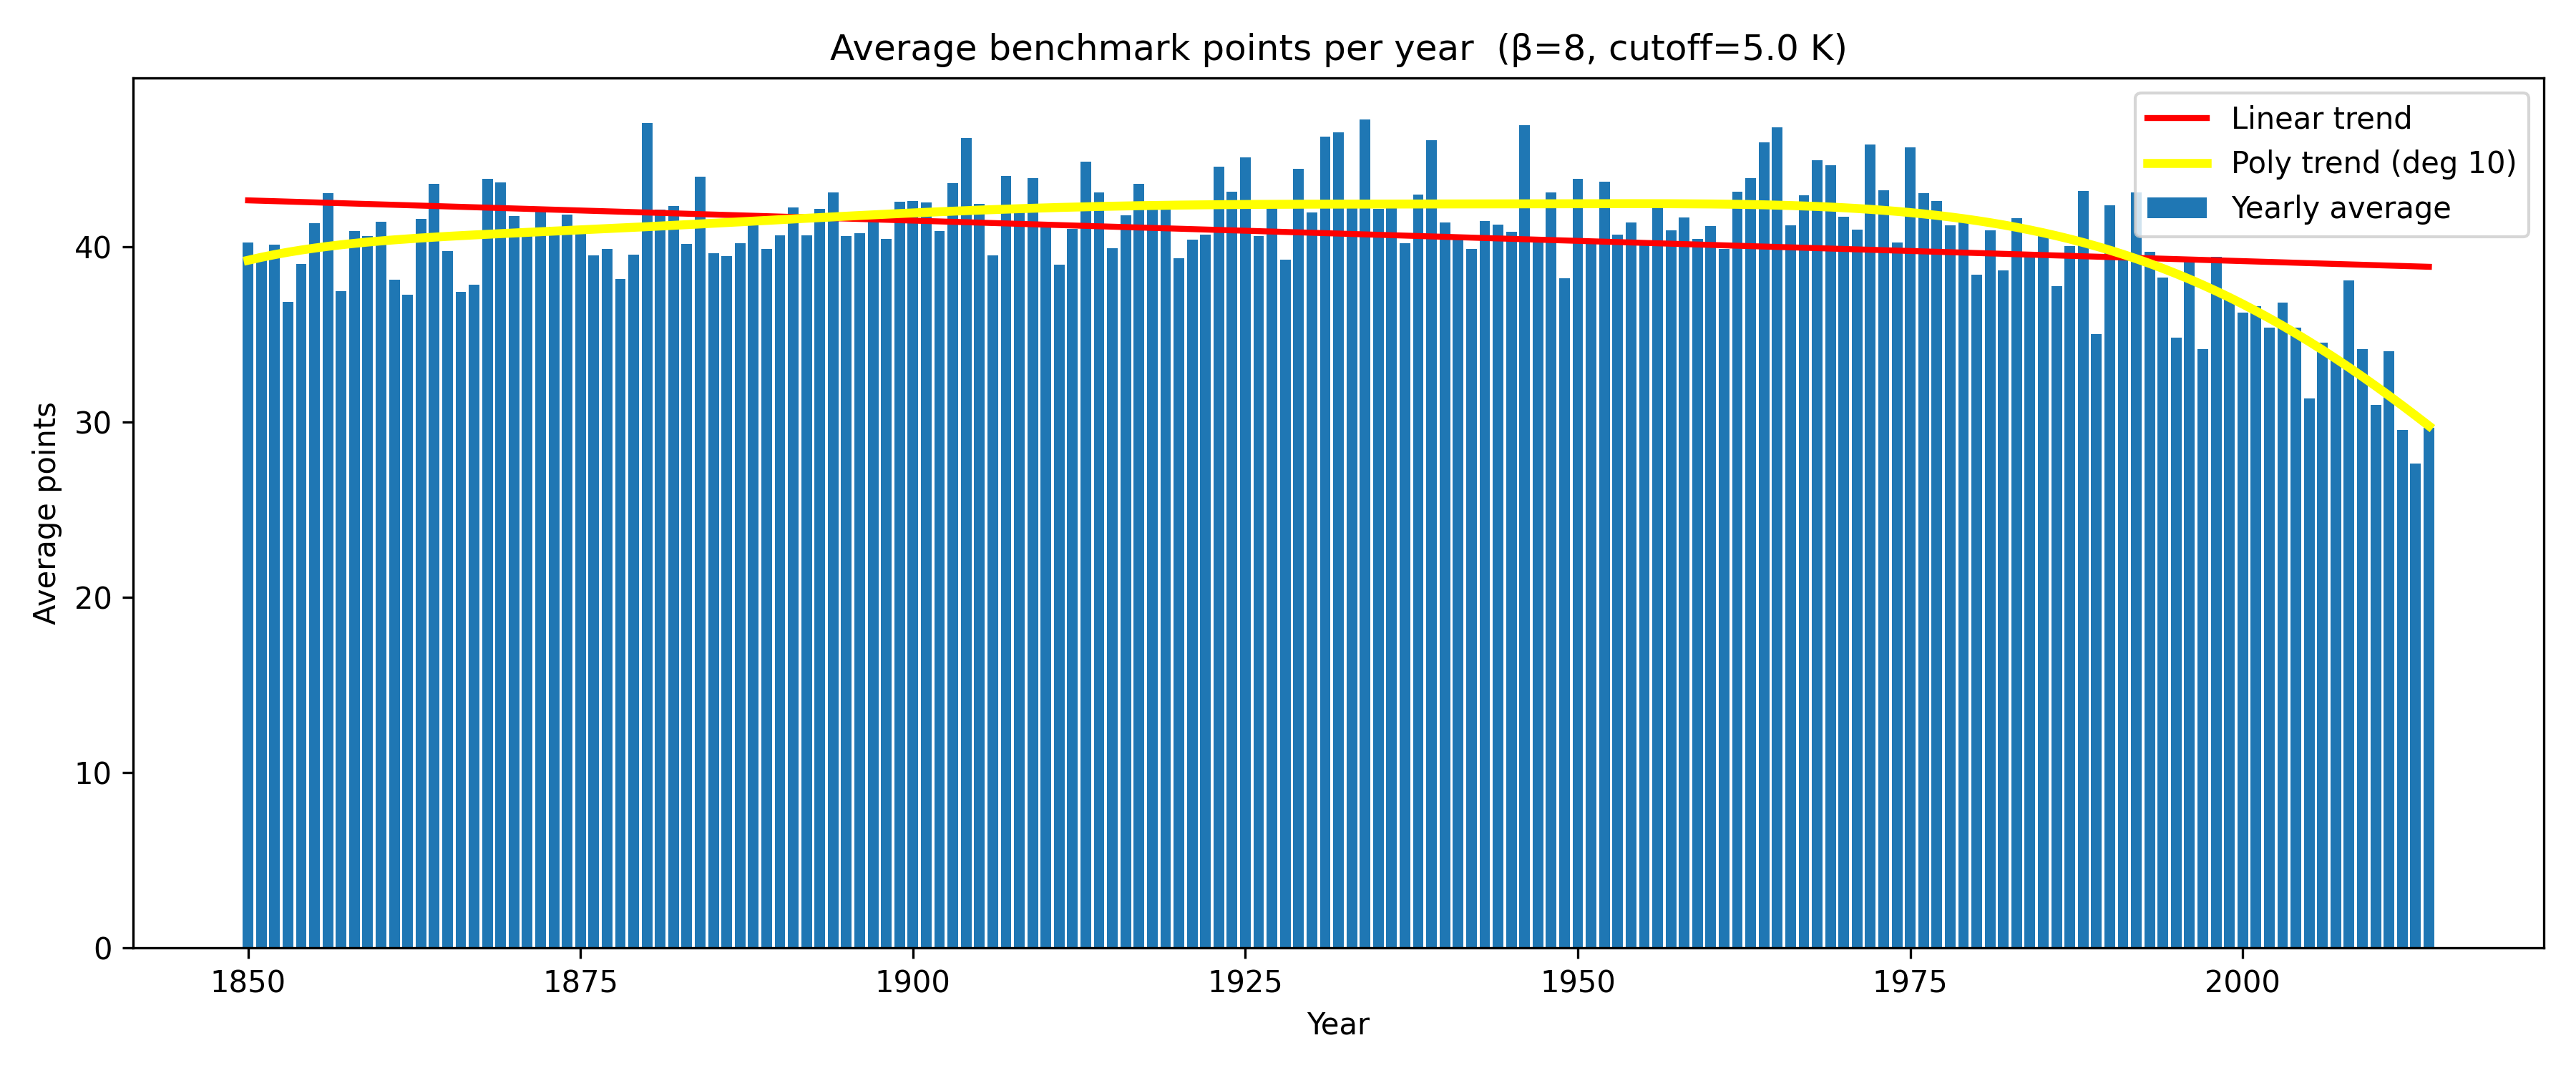 Average benchmark points per year  (β=8, cutoff=5.0 K)
Linear trend
Poly trend (deg 10)
Yearly average
Average points
40
30
20
10
0
1850 1875 1900 1925 1950 1975 2000
Year